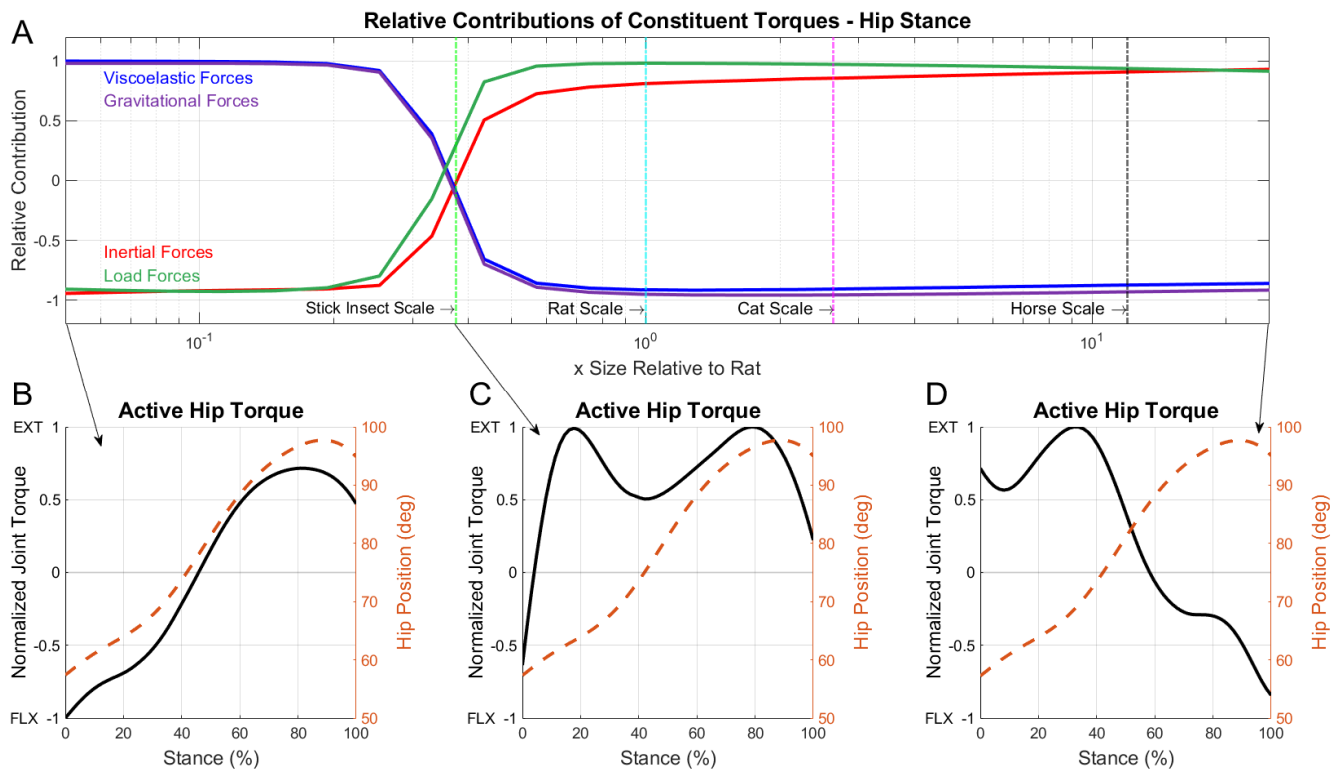 A
Relative Contributions of Constituent Torques - Hip Stance
Relative Contribution
1
0.5
0
-0.5
-1
Viscoelastic Forces
Gravitational Forces
Inertial Forces
Load Forces
Stick Insect Scale →
Rat Scale →
Cat Scale →
Horse Scale →
10^-1
10^0
10^1
x Size Relative to Rat
B
Active Hip Torque
EXT 1
0.5
0
-0.5
FLX -1
Normalized Joint Torque
100
90
80
70
60
50
Hip Position (deg)
0 20 40 60 80 100
Stance (%)
C
Active Hip Torque
EXT 1
0.5
0
-0.5
FLX -1
Normalized Joint Torque
100
90
80
70
60
50
Hip Position (deg)
0 20 40 60 80 100
Stance (%)
D
Active Hip Torque
EXT 1
0.5
0
-0.5
FLX -1
Normalized Joint Torque
100
90
80
70
60
50
Hip Position (deg)
0 20 40 60 80 100
Stance (%)